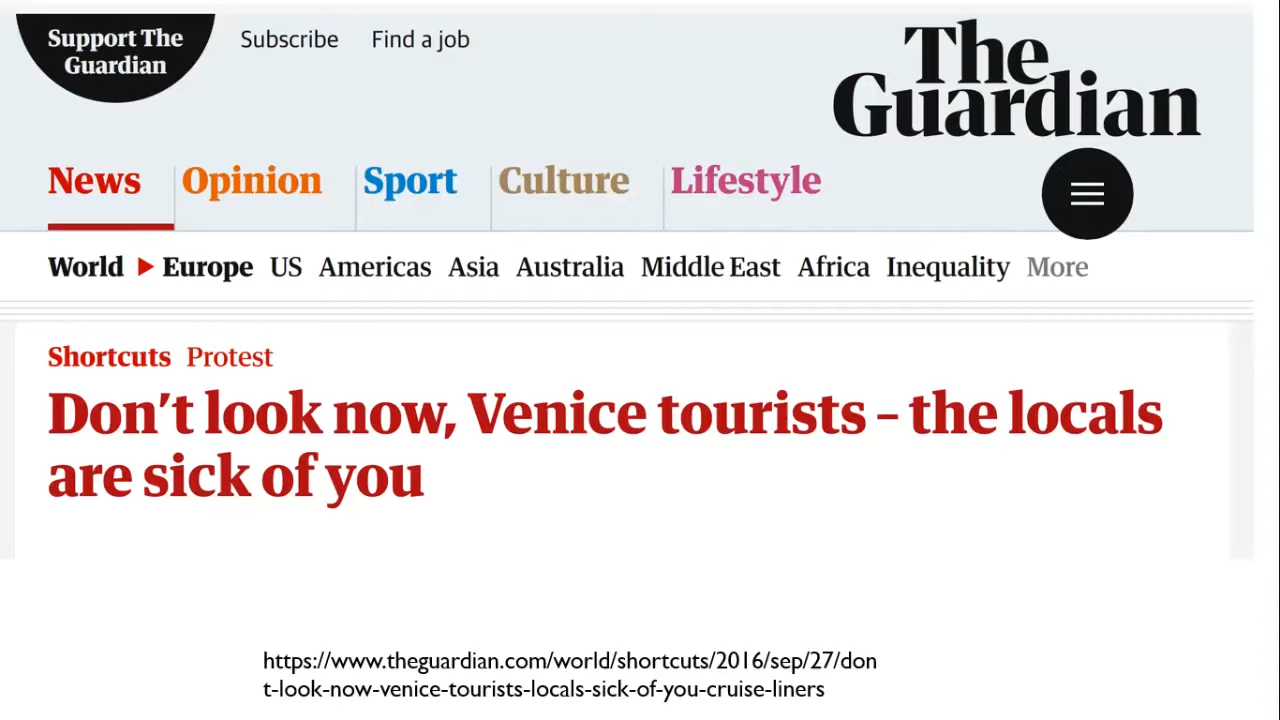 Support The
Guardian
Subscribe Find a job
The
Guardian
News Opinion Sport Culture Lifestyle
World Europe US Americas Asia Australia Middle East Africa Inequality More
Shortcuts Protest
Don’t look now, Venice tourists – the locals
are sick of you
https://www.theguardian.com/world/shortcuts/2016/sep/27/don
t-look-now-venice-tourists-locals-sick-of-you-cruise-liners